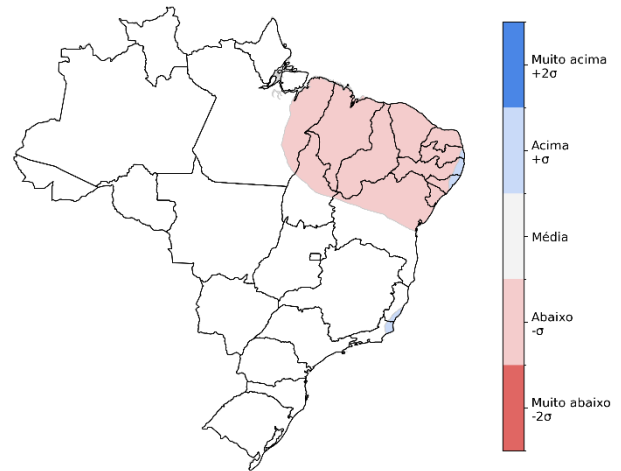 Muito acima
+2σ
Acima
+σ
Média
Abaixo
-σ
Muito abaixo
-2σ